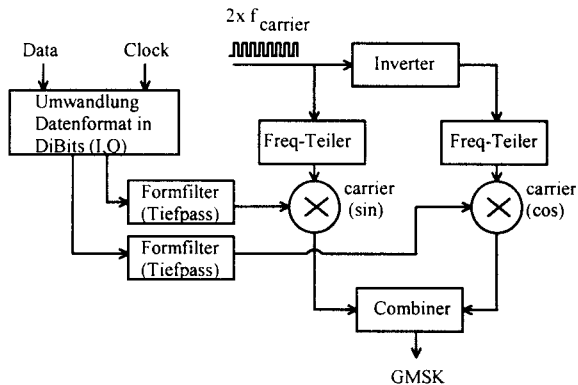 2x f carrier
Data
Clock
Inverter
Umwandlung
Datenformat in
DiBits (I,Q)
Freq-Teiler
Freq-Teiler
Formfilter
(Tiefpass)
carrier
(sin)
carrier
(cos)
Formfilter
(Tiefpass)
Combiner
GMSK